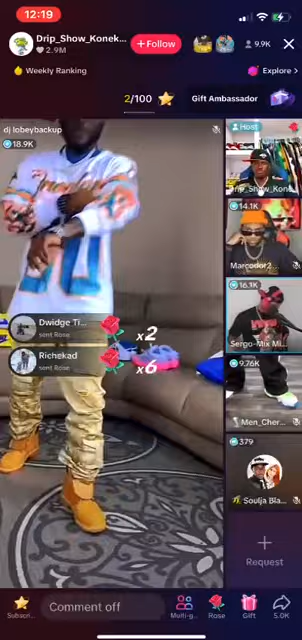 12:19
Drip_Show_Konek...
2.9M
+ Follow
9.9K
Weekly Ranking
Explore >
2/100
Gift Ambassador
dj lobeybackup
18.9K
Host
Drip_Show_Kone
14.1K
Marcodor2...
16.1K
Sergo-Mix Mi...
Dwidge Ti...
sent Rose
x2
Richekad
sent Rose
x6
9.76K
Men_Cher...
379
Soulja Bla...
+
Request
Subscri...
Comment off
Multi-g...
Rose
Gift
5.0K